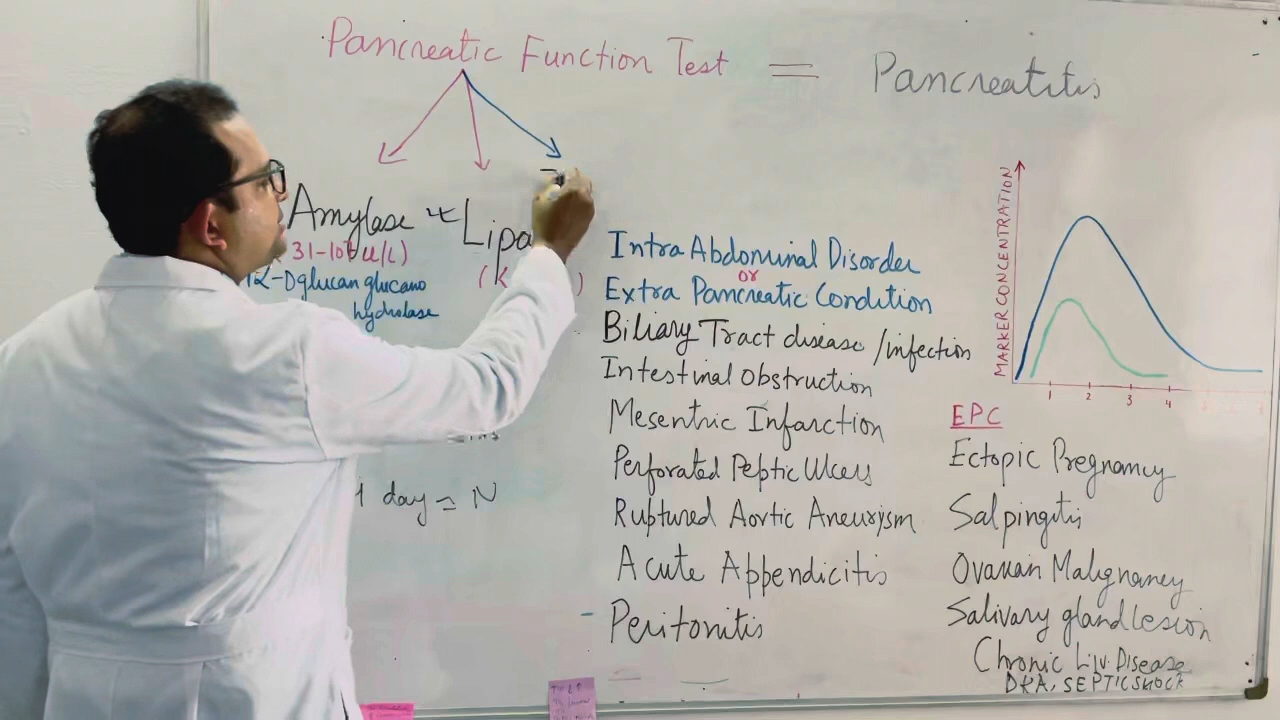 Pancreatic Function Test = Pancreatitis
Amylase
Lipa
31-10 u/L)
-Dglucan glucano
hydrolase
(< )
1 day = N
Intra Abdominal Disorder
or
Extra Pancreatic Condition
Biliary Tract disease /infection
Intestinal Obstruction
Mesentric Infarction
Perforated Peptic Ulcers
Ruptured Aortic Aneurysm
Acute Appendicitis
- Peritonitis
MARKER CONCENTRATION
1 2 3 4
EPC
Ectopic Pregnancy
Salpingitis
Ovarian Malignancy
Salivary gland lesion
Chronic Liv. Disease
DKA, SEPTIC SHOCK